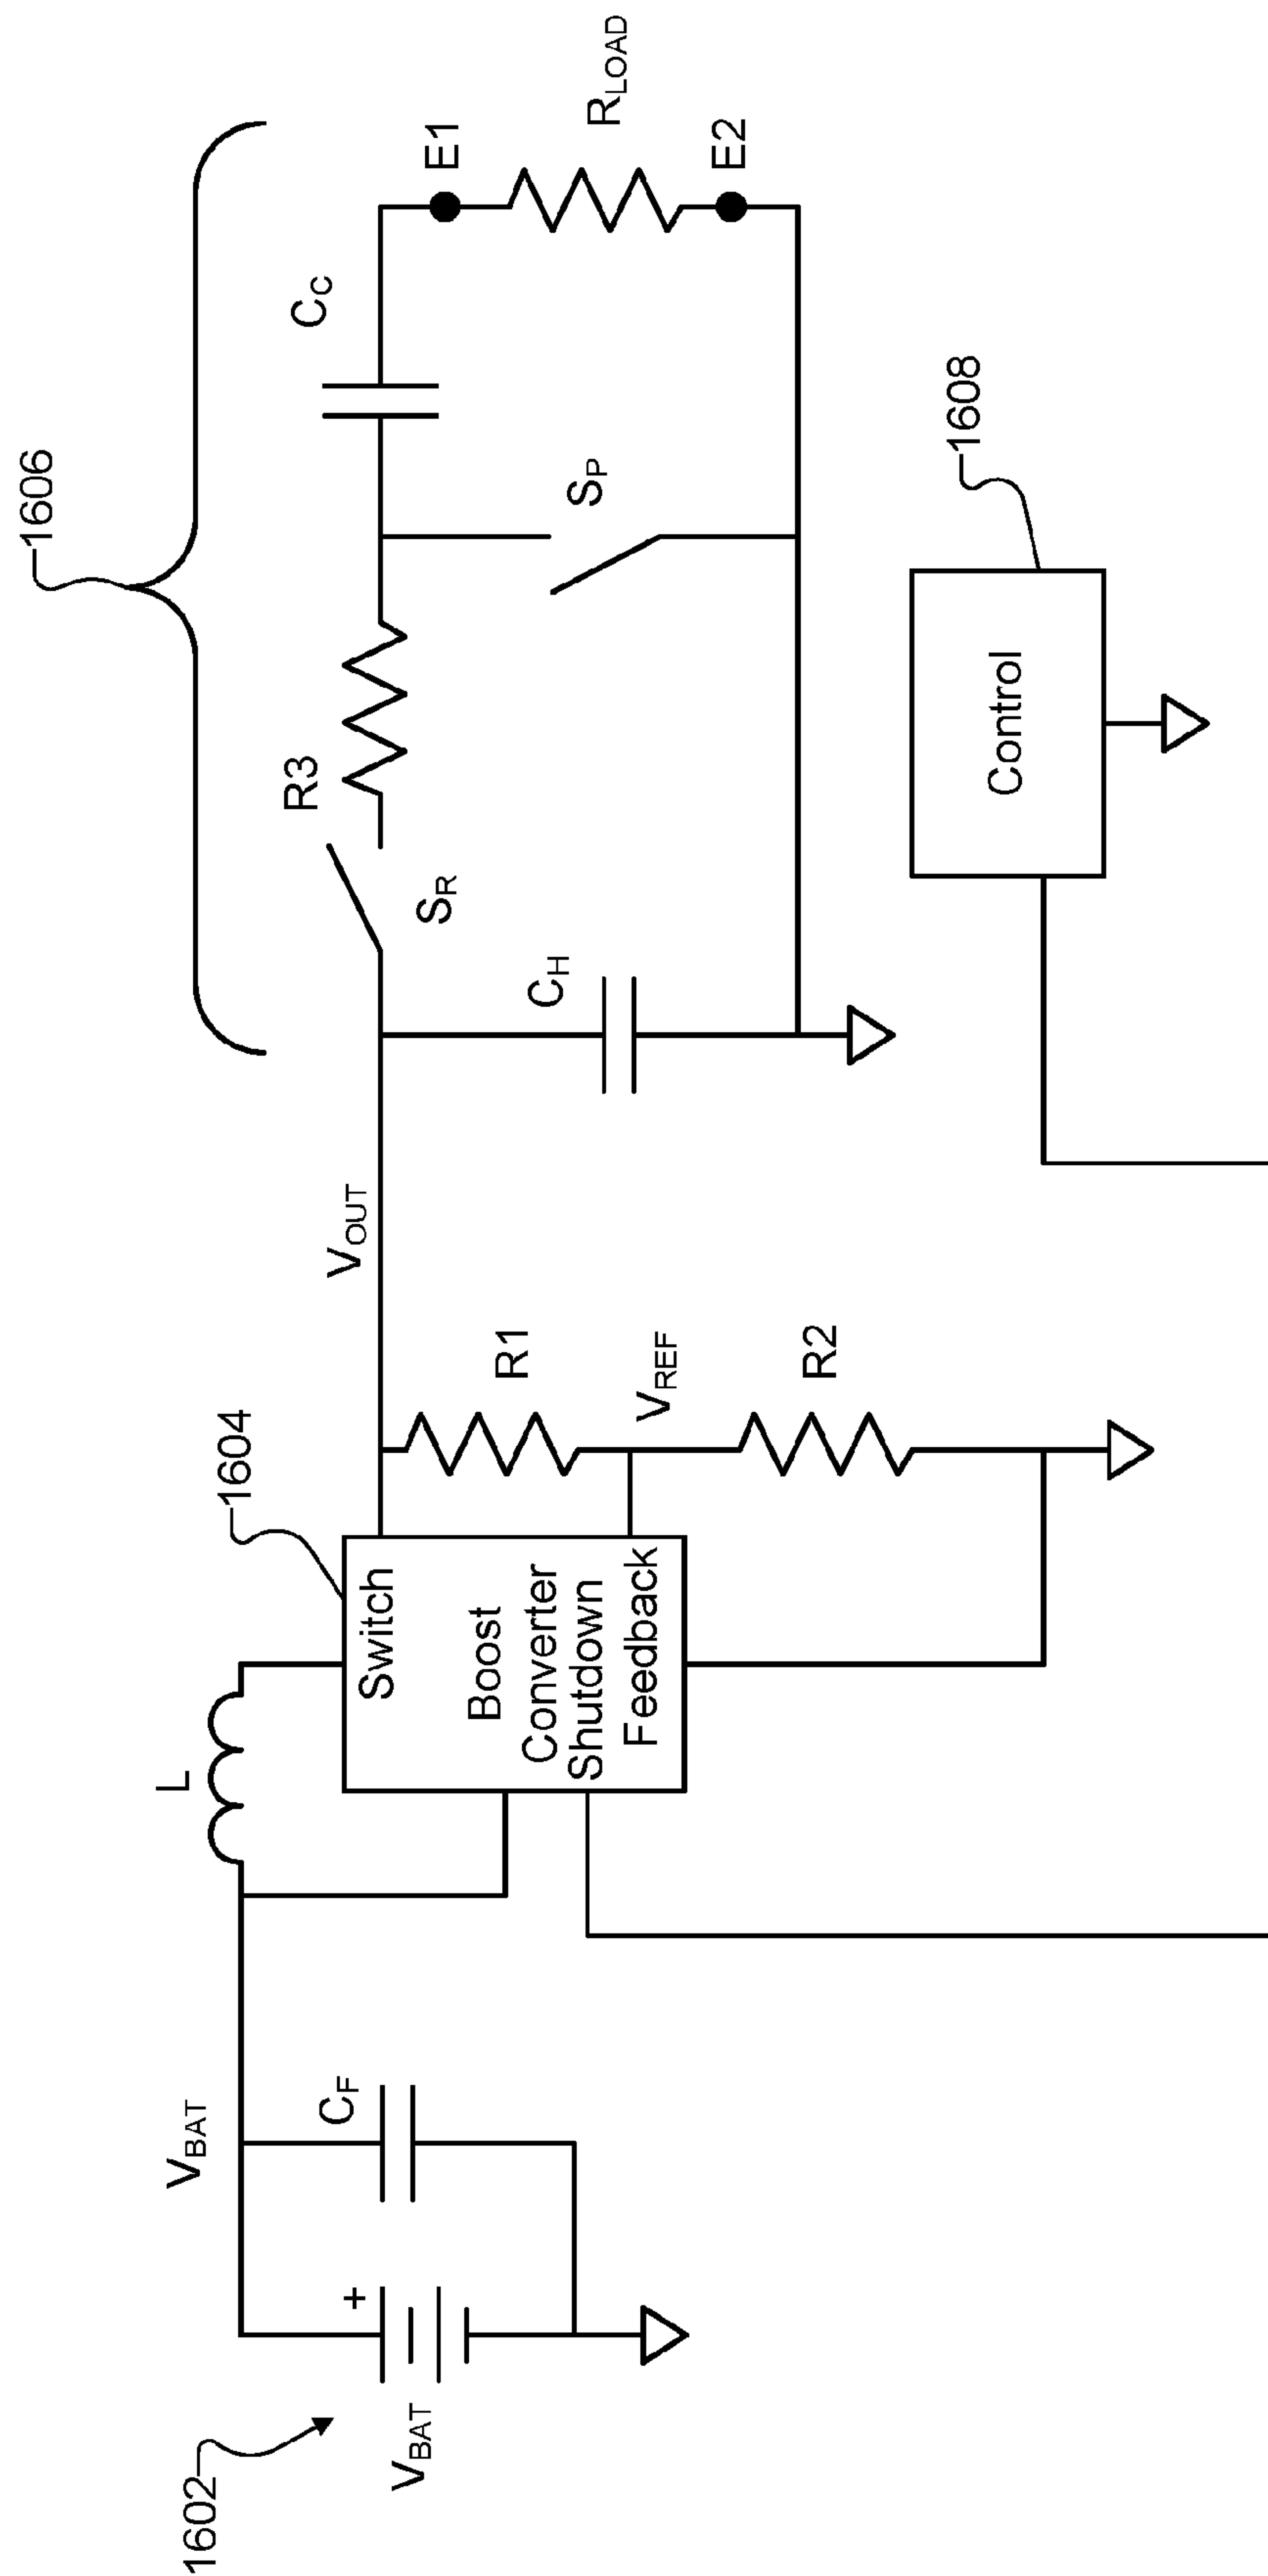 1602
V_BAT
V_BAT
+
C_F
L
1604
Switch
Boost
Converter
Shutdown
Feedback
R1
V_REF
R2
V_OUT
1606
C_H
S_R
R3
S_P
C_C
E1
R_LOAD
E2
Control
1608